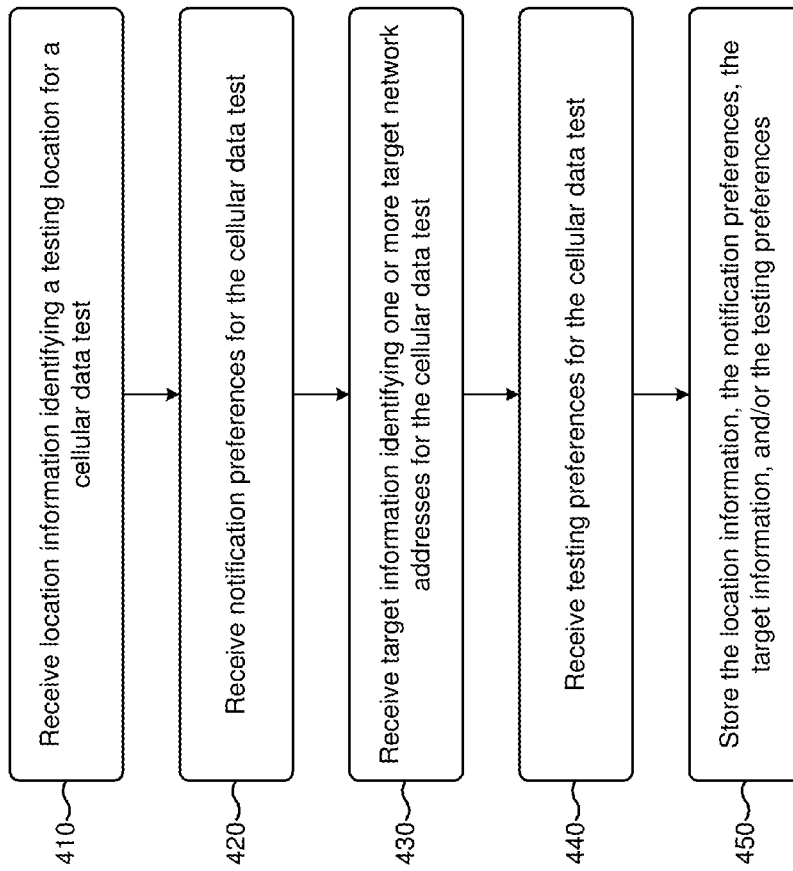 410
Receive location information identifying a testing location for a
cellular data test
420
Receive notification preferences for the cellular data test
430
Receive target information identifying one or more target network
addresses for the cellular data test
440
Receive testing preferences for the cellular data test
450
Store the location information, the notification preferences, the
target information, and/or the testing preferences